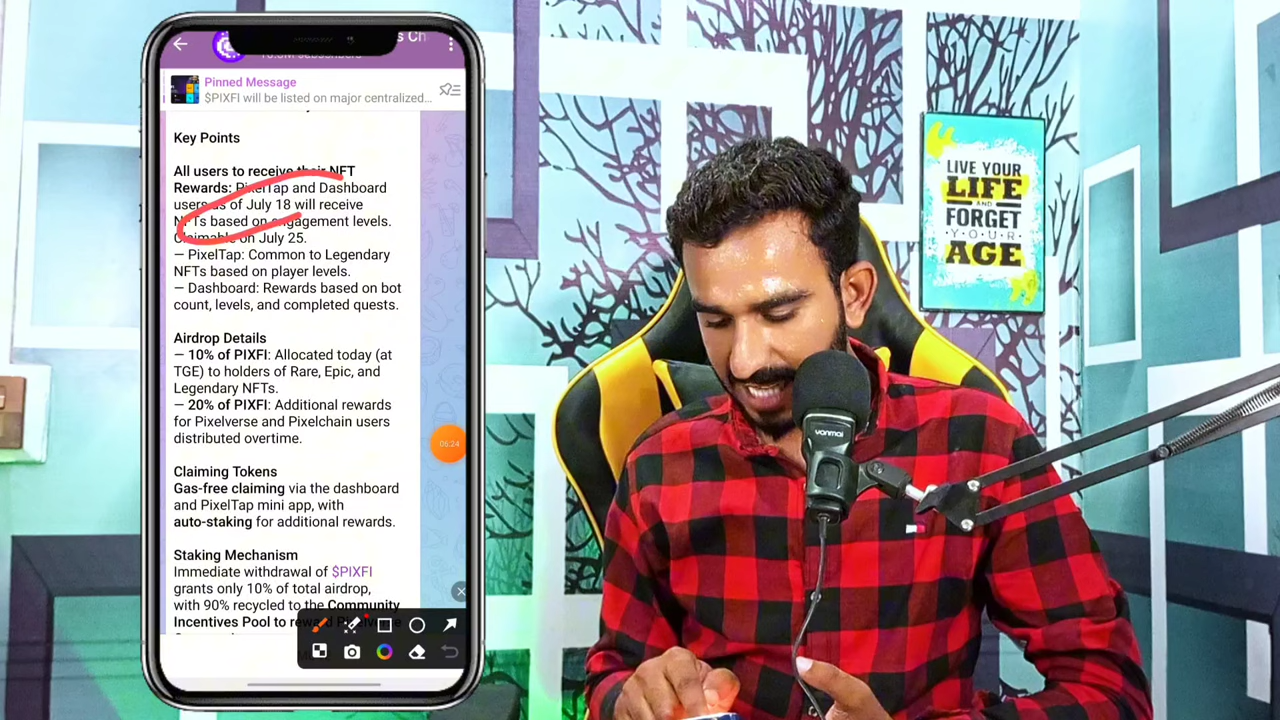 s Ch
Pinned Message
$PIXFI will be listed on major centralized...
Key Points
All users to receive their NFT
Rewards: PixelTap and Dashboard
users as of July 18 will receive
NFTs based on engagement levels.
Claimable on July 25.
— PixelTap: Common to Legendary
NFTs based on player levels.
— Dashboard: Rewards based on bot
count, levels, and completed quests.
Airdrop Details
— 10% of PIXFI: Allocated today (at
TGE) to holders of Rare, Epic, and
Legendary NFTs.
— 20% of PIXFI: Additional rewards
for Pixelverse and Pixelchain users
distributed overtime.
06:24
Claiming Tokens
Gas-free claiming via the dashboard
and PixelTap mini app, with
auto-staking for additional rewards.
Staking Mechanism
Immediate withdrawal of $PIXFI
grants only 10% of total airdrop,
with 90% recycled to the Community
Incentives Pool to reward Pixelverse
LIVE YOUR
LIFE
AND
FORGET
·Y·O·U·R·
AGE
vanmai